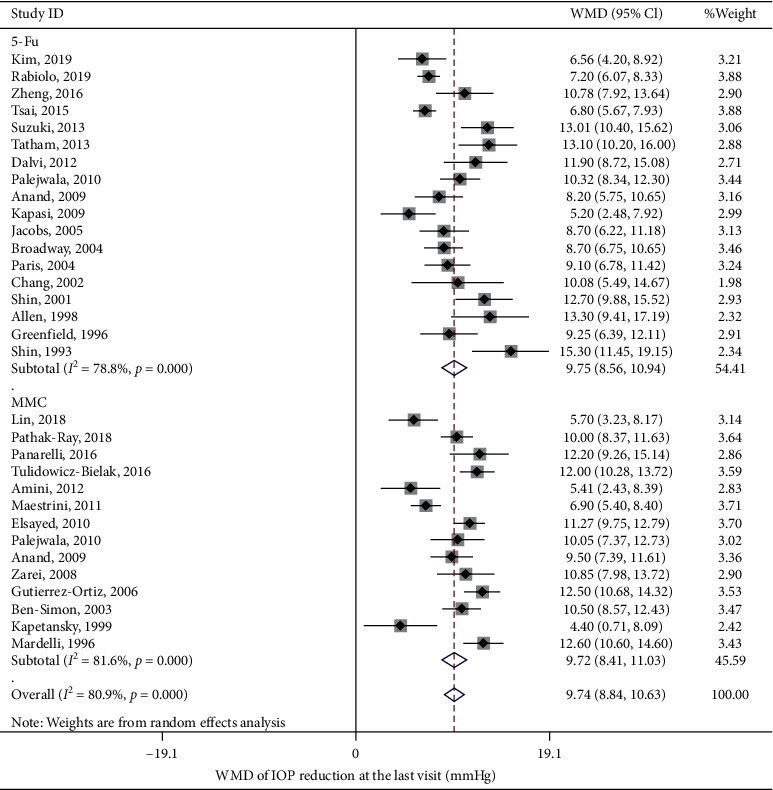 Study ID WMD (95% Cl) %Weight
5-Fu
Kim, 2019 6.56 (4.20, 8.92) 3.21
Rabiolo, 2019 7.20 (6.07, 8.33) 3.88
Zheng, 2016 10.78 (7.92, 13.64) 2.90
Tsai, 2015 6.80 (5.67, 7.93) 3.88
Suzuki, 2013 13.01 (10.40, 15.62) 3.06
Tatham, 2013 13.10 (10.20, 16.00) 2.88
Dalvi, 2012 11.90 (8.72, 15.08) 2.71
Palejwala, 2010 10.32 (8.34, 12.30) 3.44
Anand, 2009 8.20 (5.75, 10.65) 3.16
Kapasi, 2009 5.20 (2.48, 7.92) 2.99
Jacobs, 2005 8.70 (6.22, 11.18) 3.13
Broadway, 2004 8.70 (6.75, 10.65) 3.46
Paris, 2004 9.10 (6.78, 11.42) 3.24
Chang, 2002 10.08 (5.49, 14.67) 1.98
Shin, 2001 12.70 (9.88, 15.52) 2.93
Allen, 1998 13.30 (9.41, 17.19) 2.32
Greenfield, 1996 9.25 (6.39, 12.11) 2.91
Shin, 1993 15.30 (11.45, 19.15) 2.34
Subtotal (I² = 78.8%, p = 0.000) 9.75 (8.56, 10.94) 54.41
.
MMC
Lin, 2018 5.70 (3.23, 8.17) 3.14
Pathak-Ray, 2018 10.00 (8.37, 11.63) 3.64
Panarelli, 2016 12.20 (9.26, 15.14) 2.86
Tulidowicz-Bielak, 2016 12.00 (10.28, 13.72) 3.59
Amini, 2012 5.41 (2.43, 8.39) 2.83
Maestrini, 2011 6.90 (5.40, 8.40) 3.71
Elsayed, 2010 11.27 (9.75, 12.79) 3.70
Palejwala, 2010 10.05 (7.37, 12.73) 3.02
Anand, 2009 9.50 (7.39, 11.61) 3.36
Zarei, 2008 10.85 (7.98, 13.72) 2.90
Gutierrez-Ortiz, 2006 12.50 (10.68, 14.32) 3.53
Ben-Simon, 2003 10.50 (8.57, 12.43) 3.47
Kapetansky, 1999 4.40 (0.71, 8.09) 2.42
Mardelli, 1996 12.60 (10.60, 14.60) 3.43
Subtotal (I² = 81.6%, p = 0.000) 9.72 (8.41, 11.03) 45.59
.
Overall (I² = 80.9%, p = 0.000) 9.74 (8.84, 10.63) 100.00
Note: Weights are from random effects analysis
–19.1 0 19.1
WMD of IOP reduction at the last visit (mmHg)